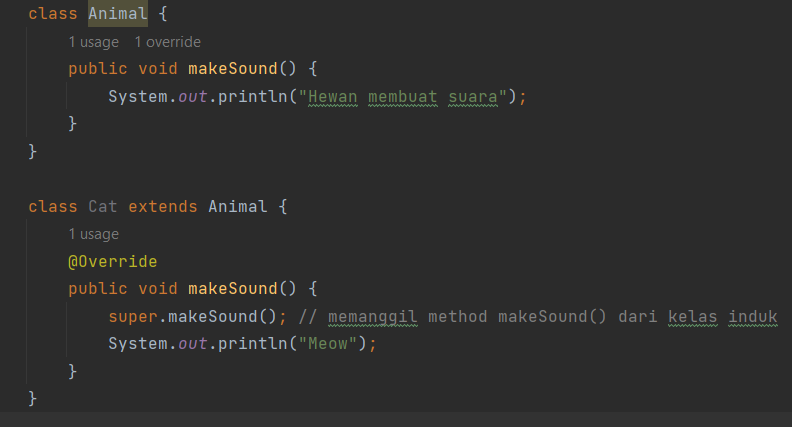 class Animal {
1 usage   1 override
public void makeSound() {
System.out.println("Hewan membuat suara");
}
}
class Cat extends Animal {
1 usage
@Override
public void makeSound() {
super.makeSound(); // memanggil method makeSound() dari kelas induk
System.out.println("Meow");
}
}